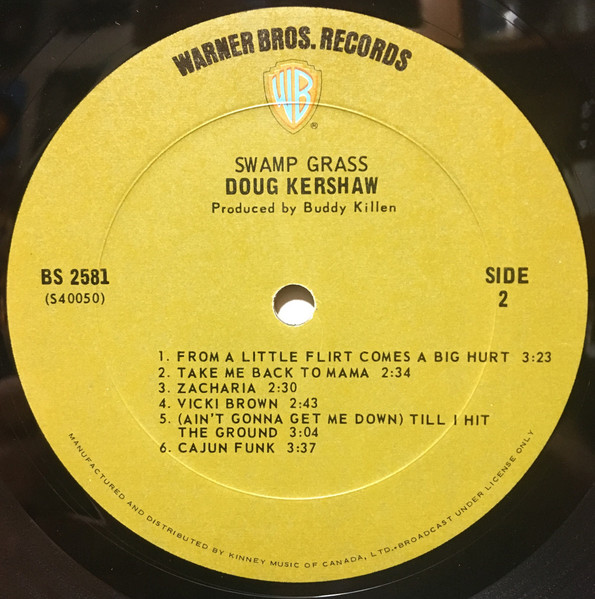 WARNER BROS. RECORDS
WB
®
SWAMP GRASS
DOUG KERSHAW
Produced by Buddy Killen
BS 2581
(S40050)
SIDE
2
1. FROM A LITTLE FLIRT COMES A BIG HURT 3:23
2. TAKE ME BACK TO MAMA 2:34
3. ZACHARIA 2:30
4. VICKI BROWN 2:43
5. (AIN'T GONNA GET ME DOWN) TILL I HIT
THE GROUND 3:04
6. CAJUN FUNK 3:37
MANUFACTURED AND DISTRIBUTED BY KINNEY MUSIC OF CANADA, LTD.•BROADCAST UNDER LICENSE ONLY